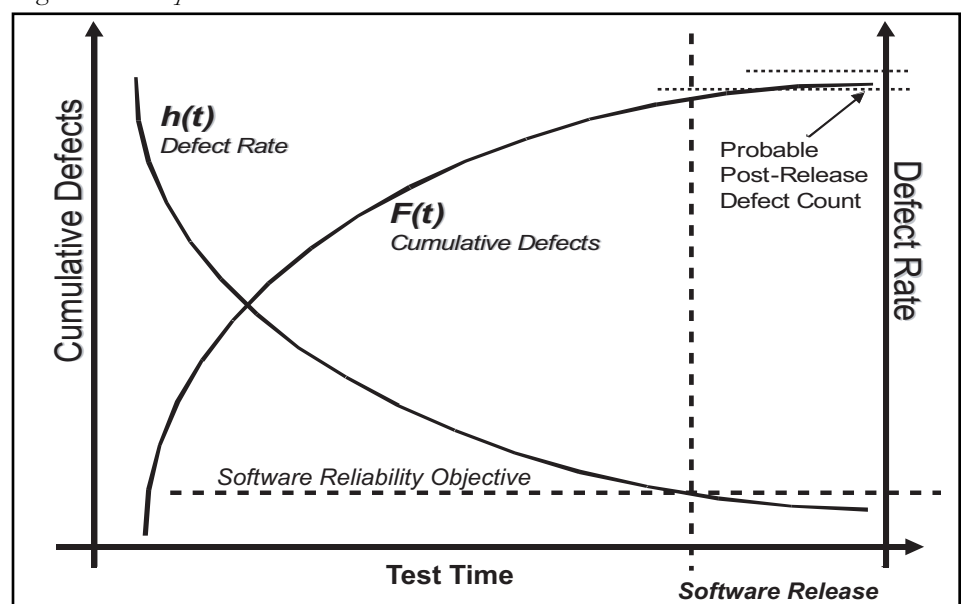 h(t)
Defect Rate
F(t)
Cumulative Defects
Probable
Post-Release
Defect Count
Cumulative Defects
Defect Rate
Software Reliability Objective
Test Time
Software Release